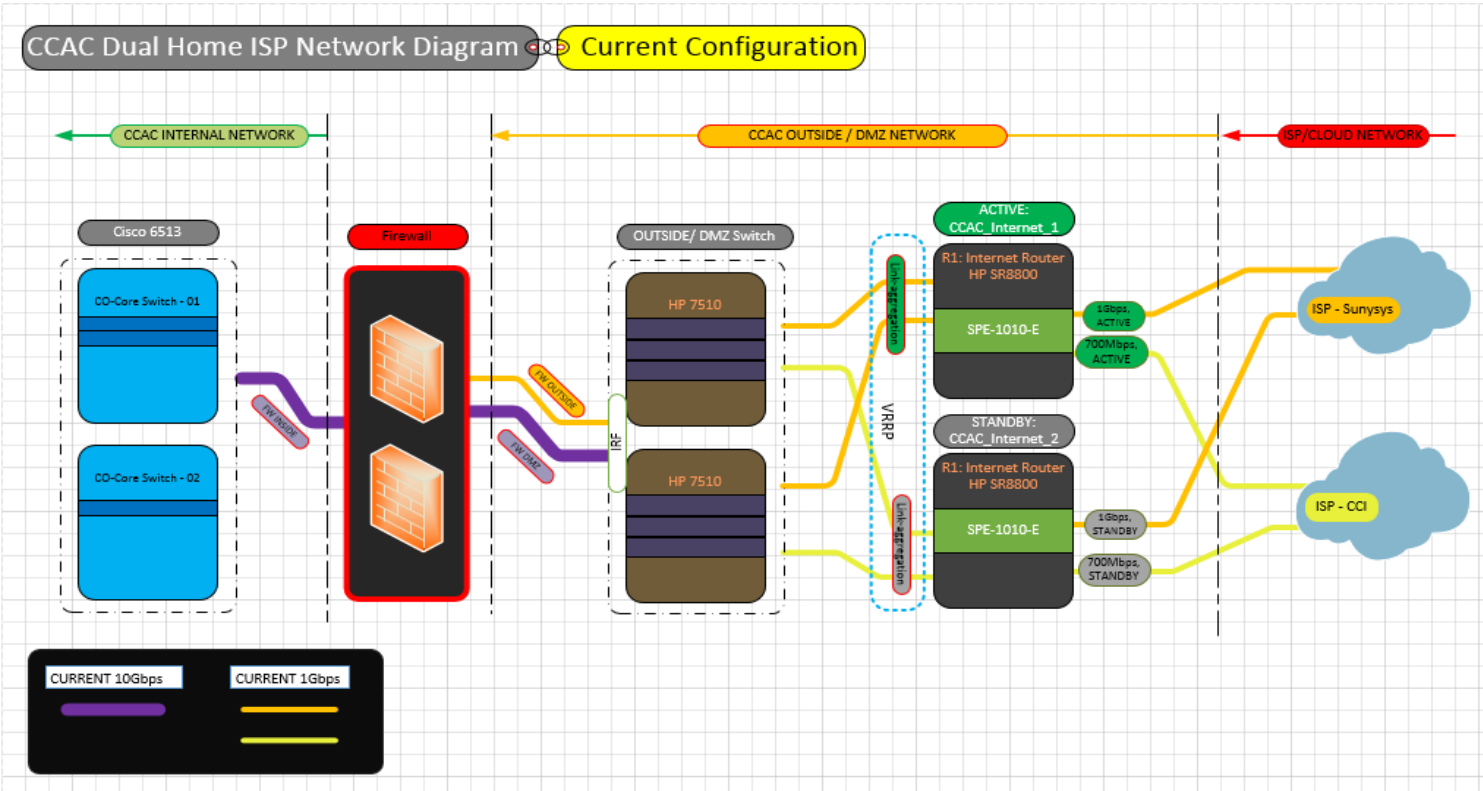 CCAC Dual Home ISP Network Diagram
Current Configuration
CCAC INTERNAL NETWORK
CCAC OUTSIDE / DMZ NETWORK
ISP/CLOUD NETWORK
Cisco 6513
CO-Core Switch - 01
CO-Core Switch - 02
FW INSIDE
Firewall
FW OUTSIDE
FW DMZ
IRF
OUTSIDE/ DMZ Switch
HP 7510
HP 7510
Link-aggregation
VRRP
Link-aggregation
ACTIVE:
CCAC_Internet_1
R1: Internet Router
HP SR8800
SPE-1010-E
1Gbps,
ACTIVE
700Mbps,
ACTIVE
STANDBY:
CCAC_Internet_2
R1: Internet Router
HP SR8800
SPE-1010-E
1Gbps,
STANDBY
700Mbps,
STANDBY
ISP - Sunysys
ISP - CCI
CURRENT 10Gbps
CURRENT 1Gbps